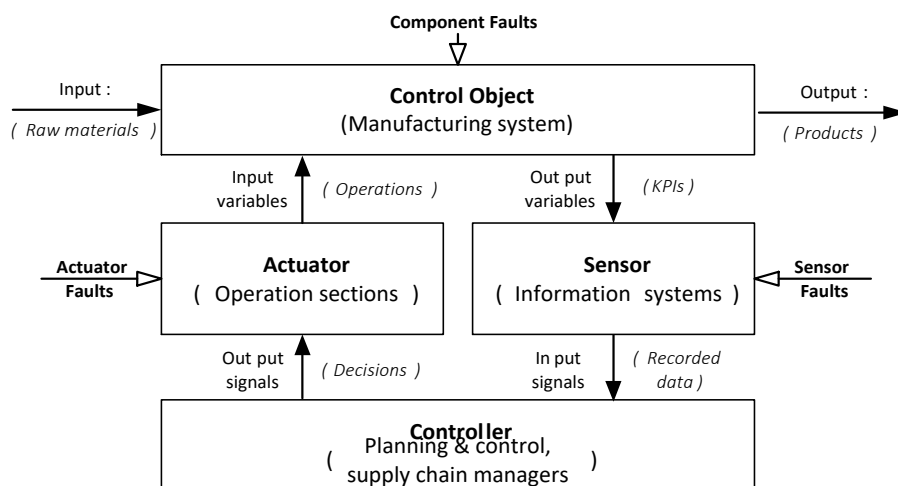 Component Faults
Input :
( Raw materials )
Control Object
(Manufacturing system)
Output :
( Products )
Input
variables
( Operations )
Out put
variables
( KPIs )
Actuator
Faults
Actuator
( Operation sections )
Sensor
( Information systems )
Sensor
Faults
Out put
signals
( Decisions )
In put
signals
( Recorded
data )
Controller
( Planning & control, )
supply chain managers